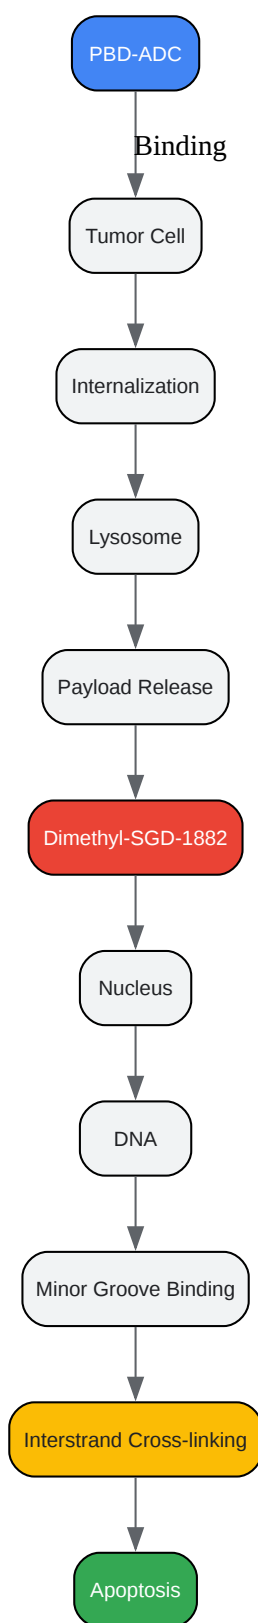 PBD-ADC
Binding
Tumor Cell
Internalization
Lysosome
Payload Release
Dimethyl-SGD-1882
Nucleus
DNA
Minor Groove Binding
Interstrand Cross-linking
Apoptosis